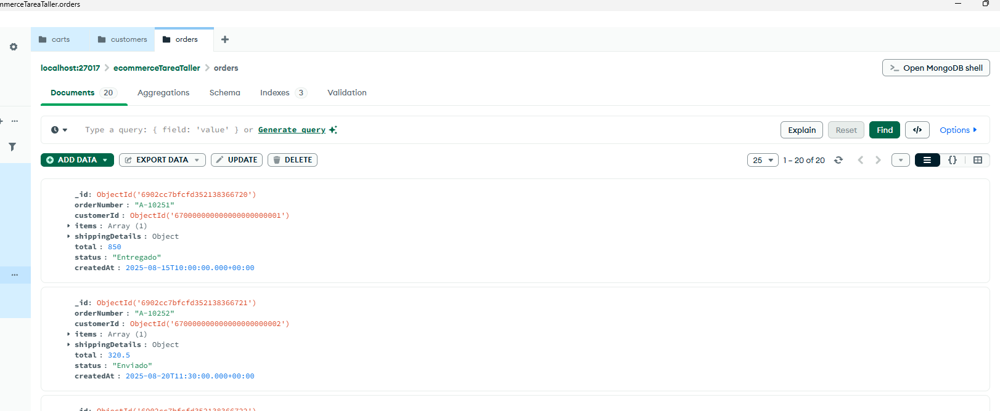 mmerceTareaTaller.orders
carts customers orders
localhost:27017 > ecommerceTareaTaller > orders
>_ Open MongoDB shell
Documents 20 Aggregations Schema Indexes 3 Validation
Type a query: { field: 'value' } or Generate query
Explain Reset Find </> Options
ADD DATA EXPORT DATA UPDATE DELETE
25 1 – 20 of 20 {}
_id: ObjectId('6902cc7bfcfd352138366720')
orderNumber : "A-10251"
customerId : ObjectId('670000000000000000000001')
items : Array (1)
shippingDetails : Object
total : 850
status : "Entregado"
createdAt : 2025-08-15T10:00:00.000+00:00
_id: ObjectId('6902cc7bfcfd352138366721')
orderNumber : "A-10252"
customerId : ObjectId('670000000000000000000002')
items : Array (1)
shippingDetails : Object
total : 320.5
status : "Enviado"
createdAt : 2025-08-20T11:30:00.000+00:00
_id: ObjectId('6902cc7bfcfd352138366722')